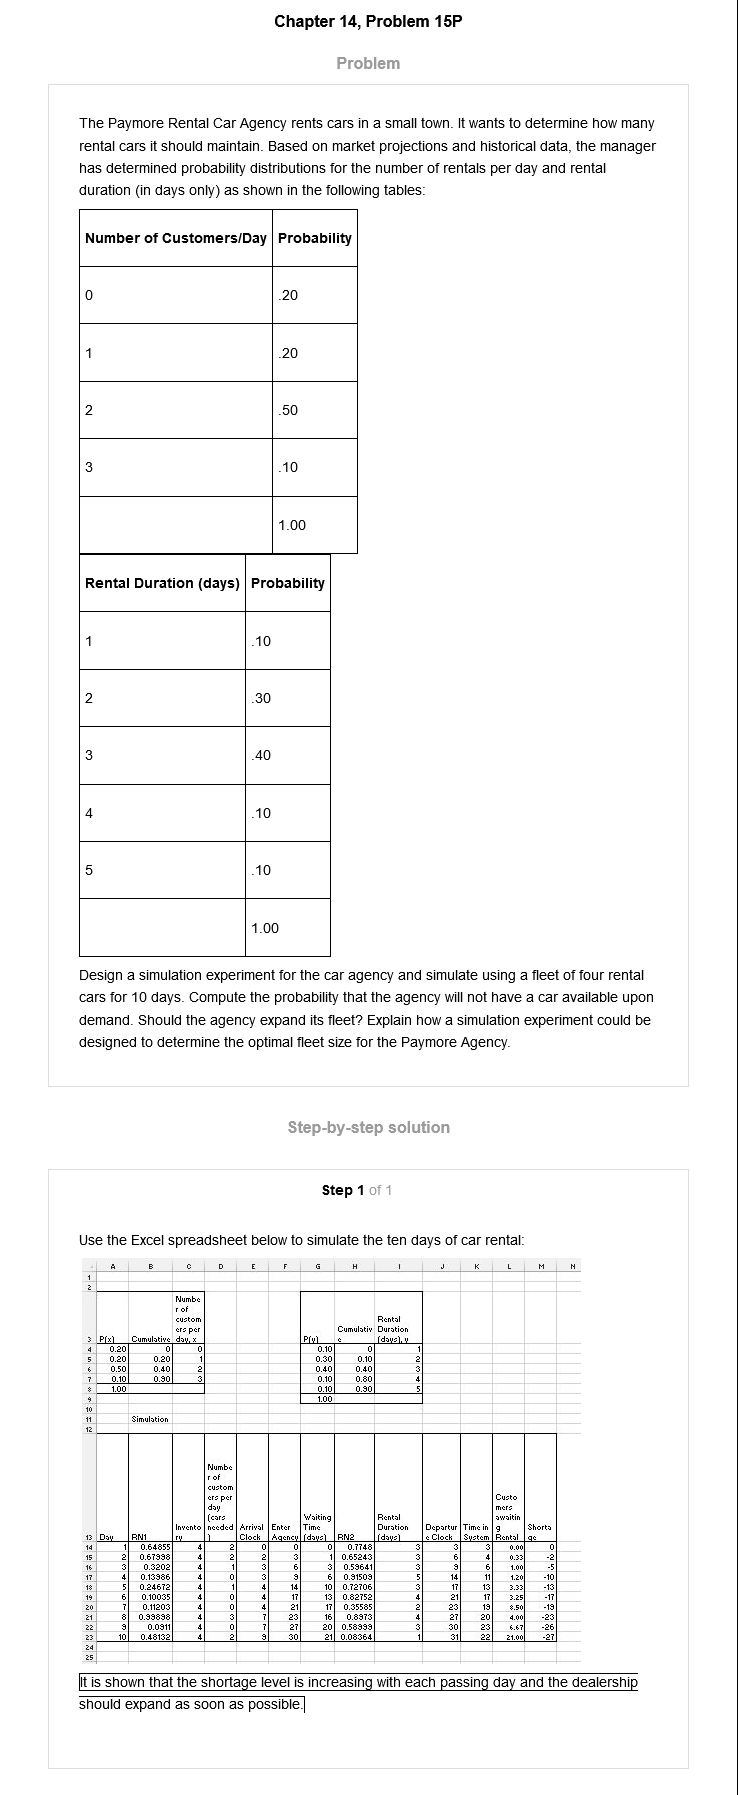 Chapter 14, Problem 15P
Problem
The Paymore Rental Car Agency rents cars in a small town. It wants to determine how many
rental cars it should maintain. Based on market projections and historical data, the manager
has determined probability distributions for the number of rentals per day and rental
duration (in days only) as shown in the following tables:
Number of Customers/Day Probability
0 .20
1 .20
2 .50
3 .10
1.00
Rental Duration (days) Probability
1 .10
2 .30
3 .40
4 .10
5 .10
1.00
Design a simulation experiment for the car agency and simulate using a fleet of four rental
cars for 10 days. Compute the probability that the agency will not have a car available upon
demand. Should the agency expand its fleet? Explain how a simulation experiment could be
designed to determine the optimal fleet size for the Paymore Agency.
Step-by-step solution
Step 1 of 1
Use the Excel spreadsheet below to simulate the ten days of car rental:
A B C D E F G H I J K L M N
1
2
Numbe
r of
custom Rental
ers per Cumulativ Duration
3 P(x) Cumulative day, x P(y) e (days), y
4 0.20 0 0 0.10 0 1
5 0.20 0.20 1 0.30 0.10 2
6 0.50 0.40 2 0.40 0.40 3
7 0.10 0.90 3 0.10 0.80 4
8 1.00 0.10 0.90 5
9 1.00
10
11 Simulation
12
Numbe
r of
custom
ers per Custo
day mers
(cars Waiting Rental awaitin
Invento needed Arrival Enter Time Duration Departur Time in g Shorta
13 Day RN1 ry ) Clock Agency (days) RN2 (days) e Clock System Rental ge
14 1 0.64855 4 2 0 0 0 0.7748 3 3 3 0.00 0
15 2 0.67998 4 2 2 3 1 0.65243 3 6 4 0.33 -2
16 3 0.3202 4 1 3 6 3 0.59641 3 9 6 1.00 -5
17 4 0.13986 4 0 3 9 6 0.91509 5 14 11 1.20 -10
18 5 0.24672 4 1 4 14 10 0.72706 3 17 13 3.33 -13
19 6 0.10035 4 0 4 17 13 0.82752 4 21 17 3.25 -17
20 7 0.11203 4 0 4 21 17 0.35585 2 23 19 8.50 -19
21 8 0.99898 4 3 7 23 16 0.8973 4 27 20 4.00 -23
22 9 0.0911 4 0 7 27 20 0.58999 3 30 23 6.67 -26
23 10 0.48132 4 2 9 30 21 0.08364 1 31 22 21.00 -27
24
25
It is shown that the shortage level is increasing with each passing day and the dealership
should expand as soon as possible.